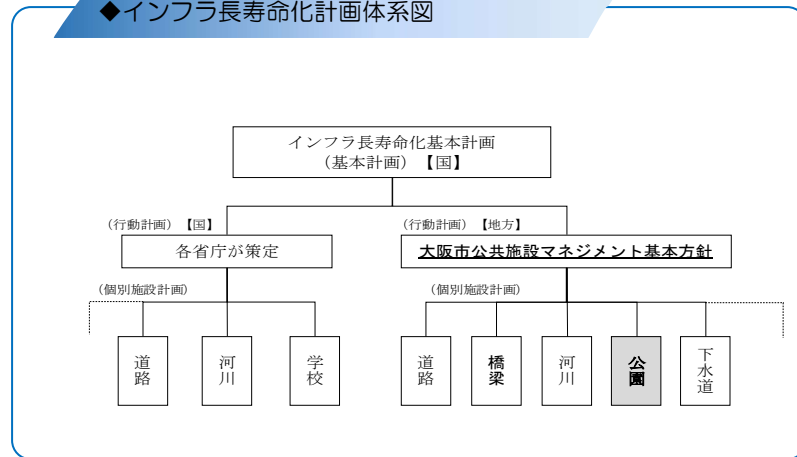 ◆インフラ長寿命化計画体系図
インフラ長寿命化基本計画
(基本計画)【国】
(行動計画)【国】
(行動計画)【地方】
各省庁が策定
大阪市公共施設マネジメント基本方針
(個別施設計画)
(個別施設計画)
道路
河川
学校
道路
橋梁
河川
公園
下水道